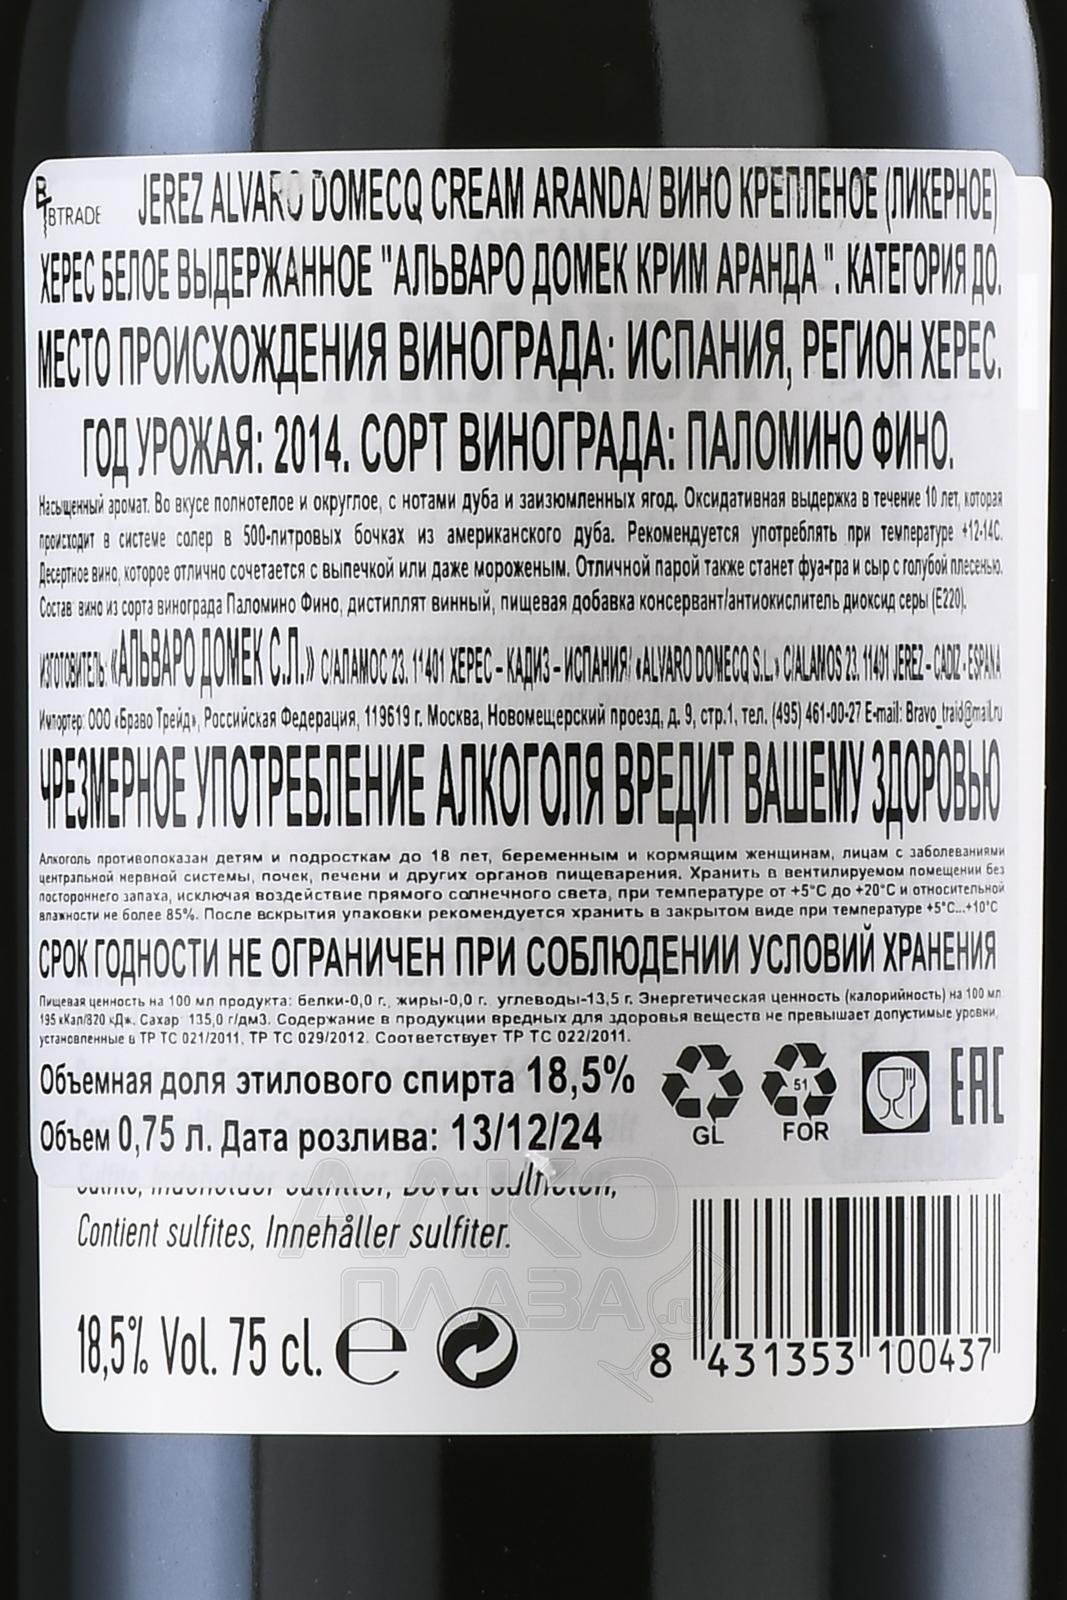 BTRADE
JEREZ ALVARO DOMECQ CREAM ARANDA/ ВИНО КРЕПЛЕНОЕ (ЛИКЕРНОЕ)
ХЕРЕС БЕЛОЕ ВЫДЕРЖАННОЕ "АЛЬВАРО ДОМЕК КРИМ АРАНДА ". КАТЕГОРИЯ ДО.
МЕСТО ПРОИСХОЖДЕНИЯ ВИНОГРАДА: ИСПАНИЯ, РЕГИОН ХЕРЕС.
ГОД УРОЖАЯ: 2014. СОРТ ВИНОГРАДА: ПАЛОМИНО ФИНО.
Насыщенный аромат. Во вкусе полнотелое и округлое, с нотами дуба и заизюмленных ягод. Оксидативная выдержка в течение 10 лет, которая
происходит в системе солер в 500-литровых бочках из американского дуба. Рекомендуется употреблять при температуре +12-14С.
Десертное вино, которое отлично сочетается с выпечкой или даже мороженым. Отличной парой также станет фуа-гра и сыр с голубой плесенью.
Состав: вино из сорта винограда Паломино Фино, дистиллят винный, пищевая добавка консервант/антиокислитель диоксид серы (Е220).
ИЗГОТОВИТЕЛЬ: «АЛЬВАРО ДОМЕК С.Л.» С/АЛАМОС 23. 11401 ХЕРЕС – КАДИЗ – ИСПАНИЯ/ «ALVARO DOMECQ S.L.» C/ALAMOS 23. 11401 JEREZ – CADIZ - ESPANA
Импортер: ООО «Браво Трейд», Российская Федерация, 119619 г. Москва, Новомещерский проезд, д. 9, стр.1, тел. (495) 461-00-27 E-mail: Bravo_traid@mail.ru
ЧРЕЗМЕРНОЕ УПОТРЕБЛЕНИЕ АЛКОГОЛЯ ВРЕДИТ ВАШЕМУ ЗДОРОВЬЮ
Алкоголь противопоказан детям и подросткам до 18 лет, беременным и кормящим женщинам, лицам с заболеваниями
центральной нервной системы, почек, печени и других органов пищеварения. Хранить в вентилируемом помещении без
постороннего запаха, исключая воздействие прямого солнечного света, при температуре от +5°С до +20°С и относительной
влажности не более 85%. После вскрытия упаковки рекомендуется хранить в закрытом виде при температуре +5°С...+10°С
СРОК ГОДНОСТИ НЕ ОГРАНИЧЕН ПРИ СОБЛЮДЕНИИ УСЛОВИЙ ХРАНЕНИЯ
Пищевая ценность на 100 мл продукта: белки-0,0 г., жиры-0,0 г., углеводы-13,5 г. Энергетическая ценность (калорийность) на 100 мл
195 кКал/820 кДж. Сахар: 135,0 г/дм3. Содержание в продукции вредных для здоровья веществ не превышает допустимые уровни,
установленные в ТР ТС 021/2011, ТР ТС 029/2012. Соответствует ТР ТС 022/2011.
Объемная доля этилового спирта 18,5%
Объем 0,75 л. Дата розлива: 13/12/24
GL
51
FOR
EAC
Contient sulfites, Innehåller sulfiter.
18,5% Vol. 75 cl. e
8 431353 100437
АЛКО
ПЛАЗА.ru